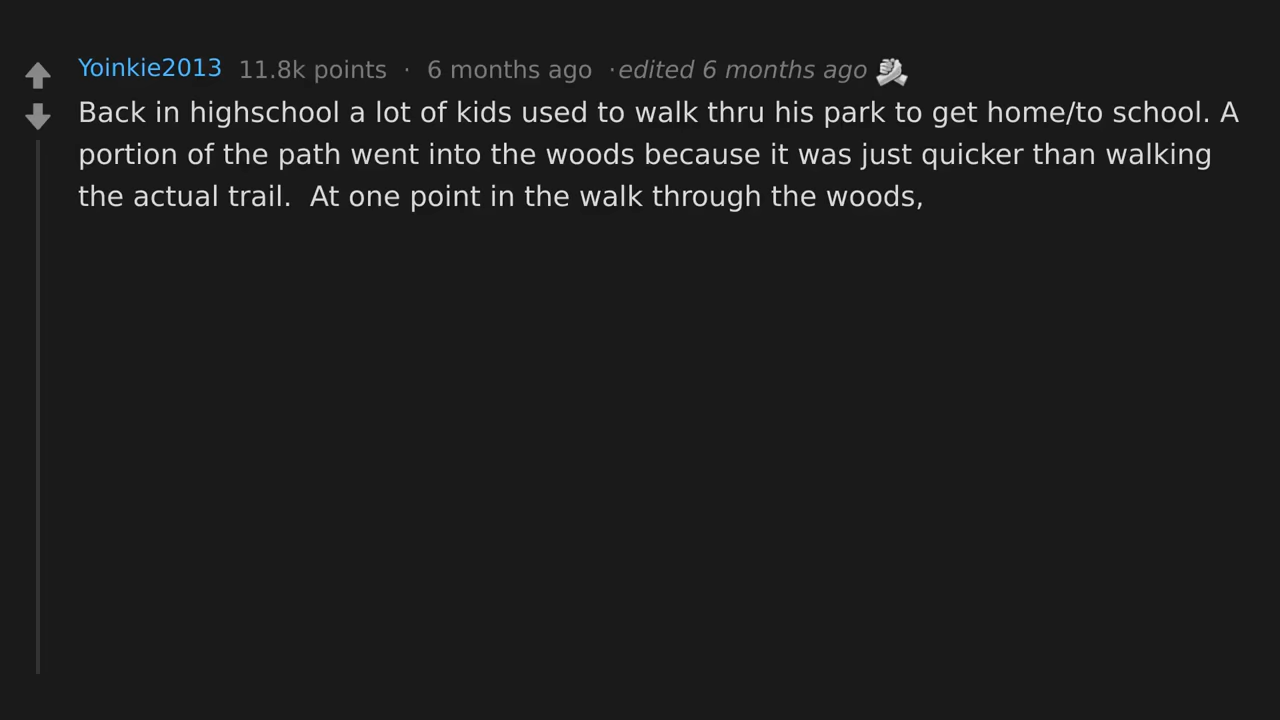 Yoinkie2013 11.8k points · 6 months ago ·edited 6 months ago
Back in highschool a lot of kids used to walk thru his park to get home/to school. A
portion of the path went into the woods because it was just quicker than walking
the actual trail.  At one point in the walk through the woods,